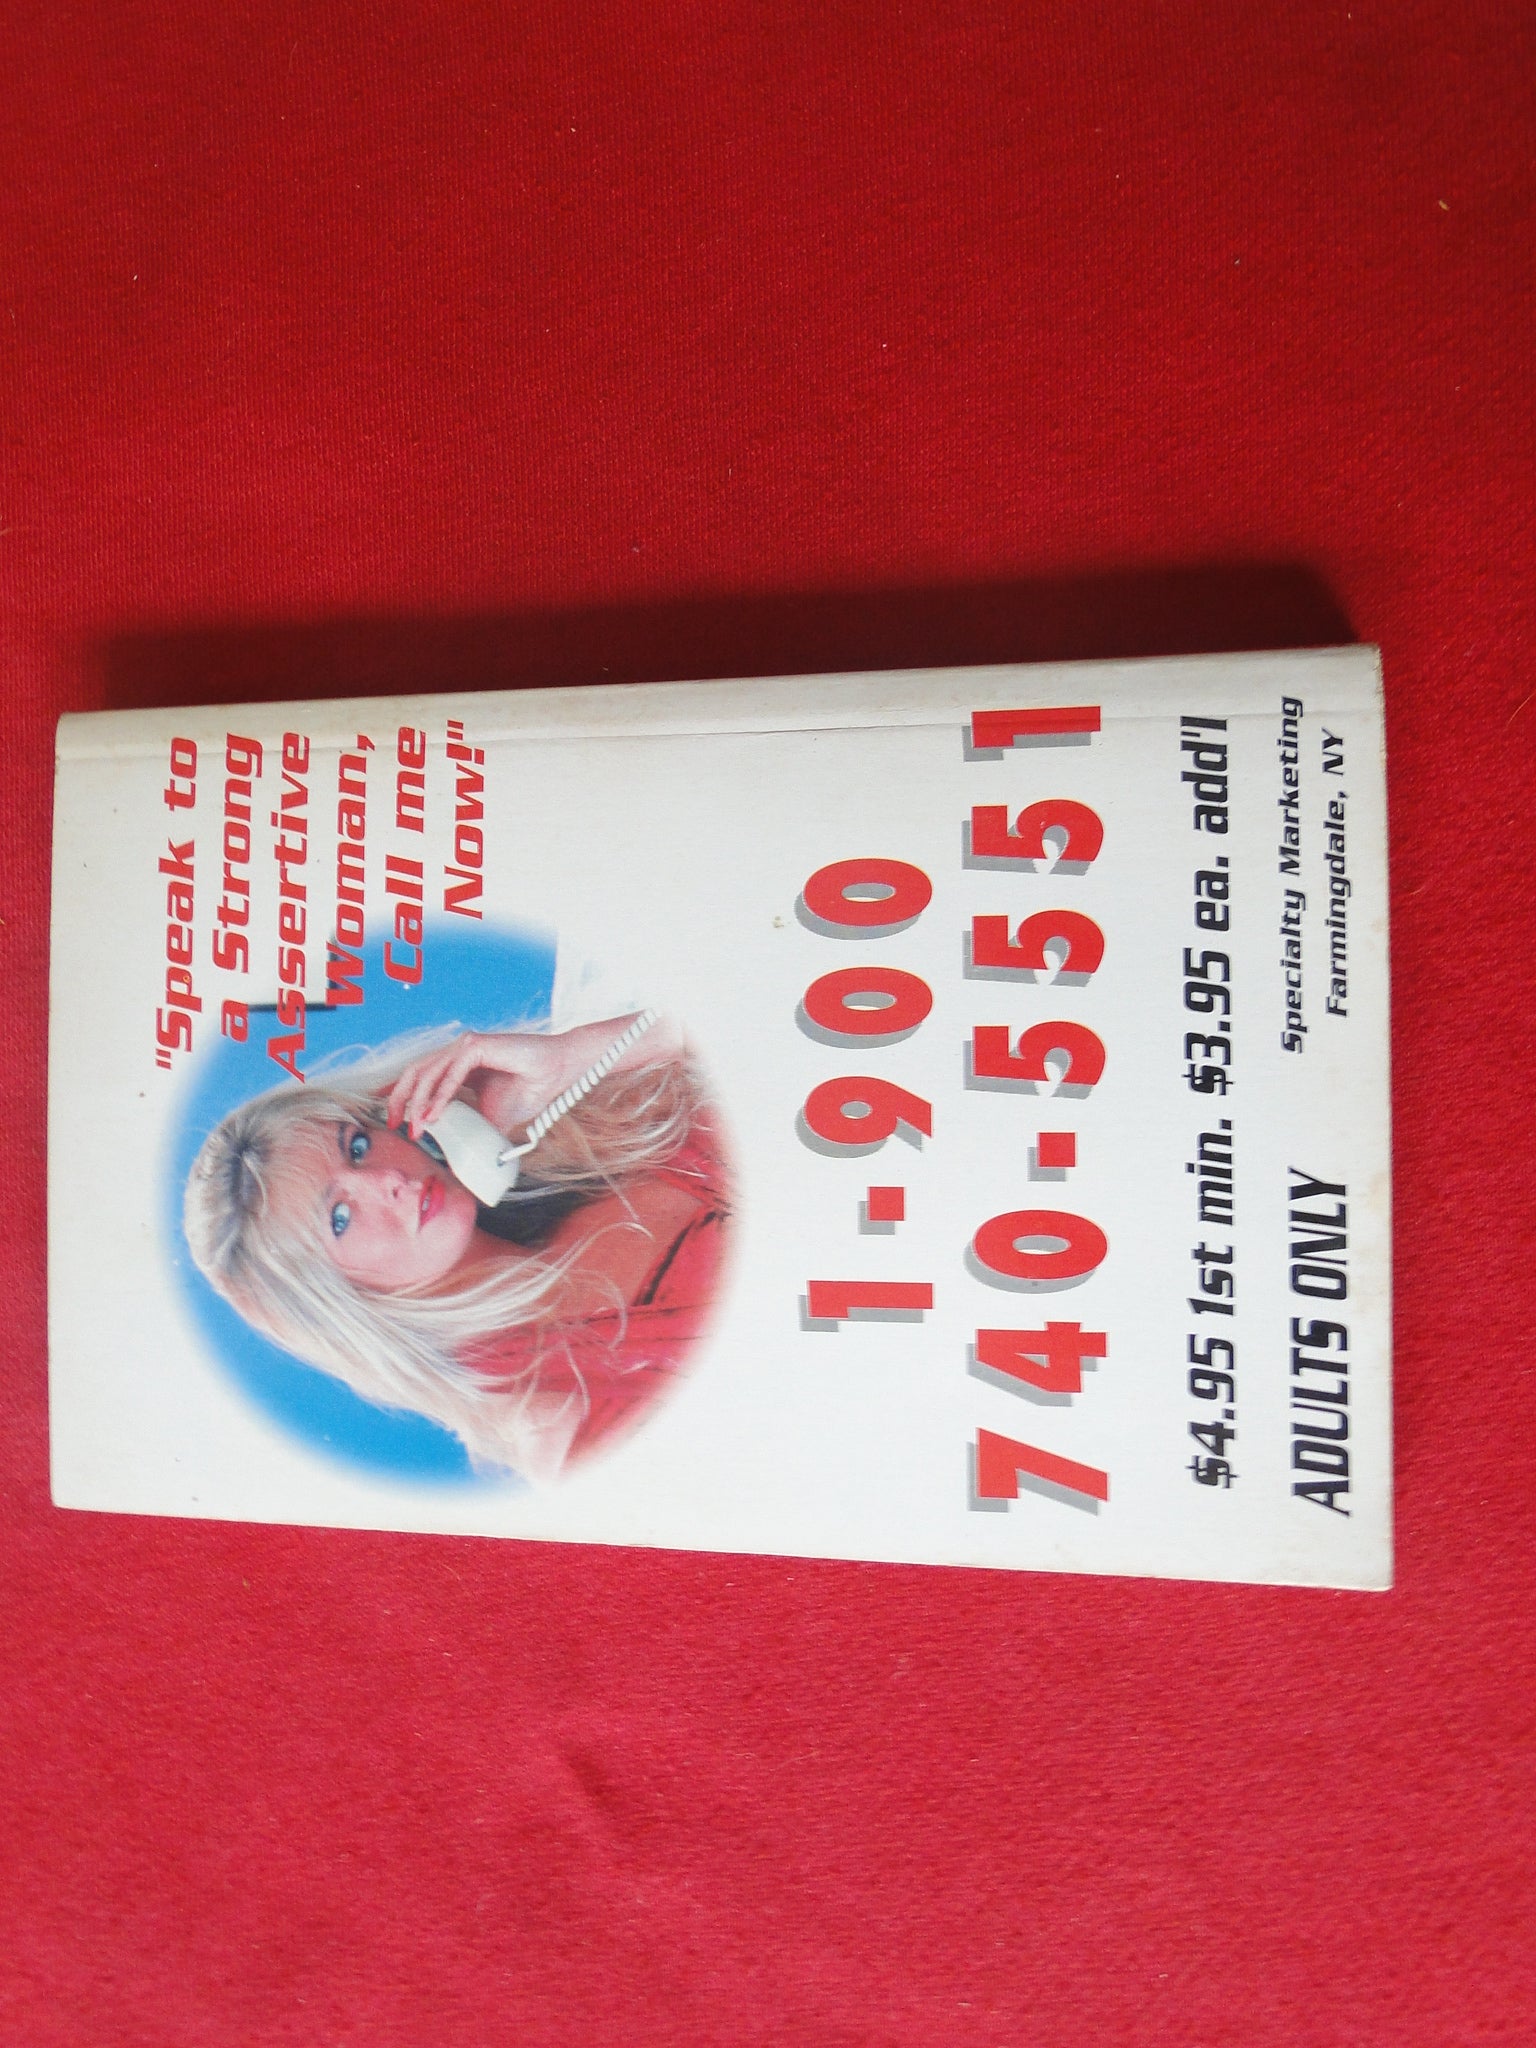 "Speak to
a Strong
Assertive
Woman,
Call me
Now!"
1-900
740-5551
$4.95 1st min. $3.95 ea. add'l
ADULTS ONLY
Specialty Marketing
Farmingdale, NY